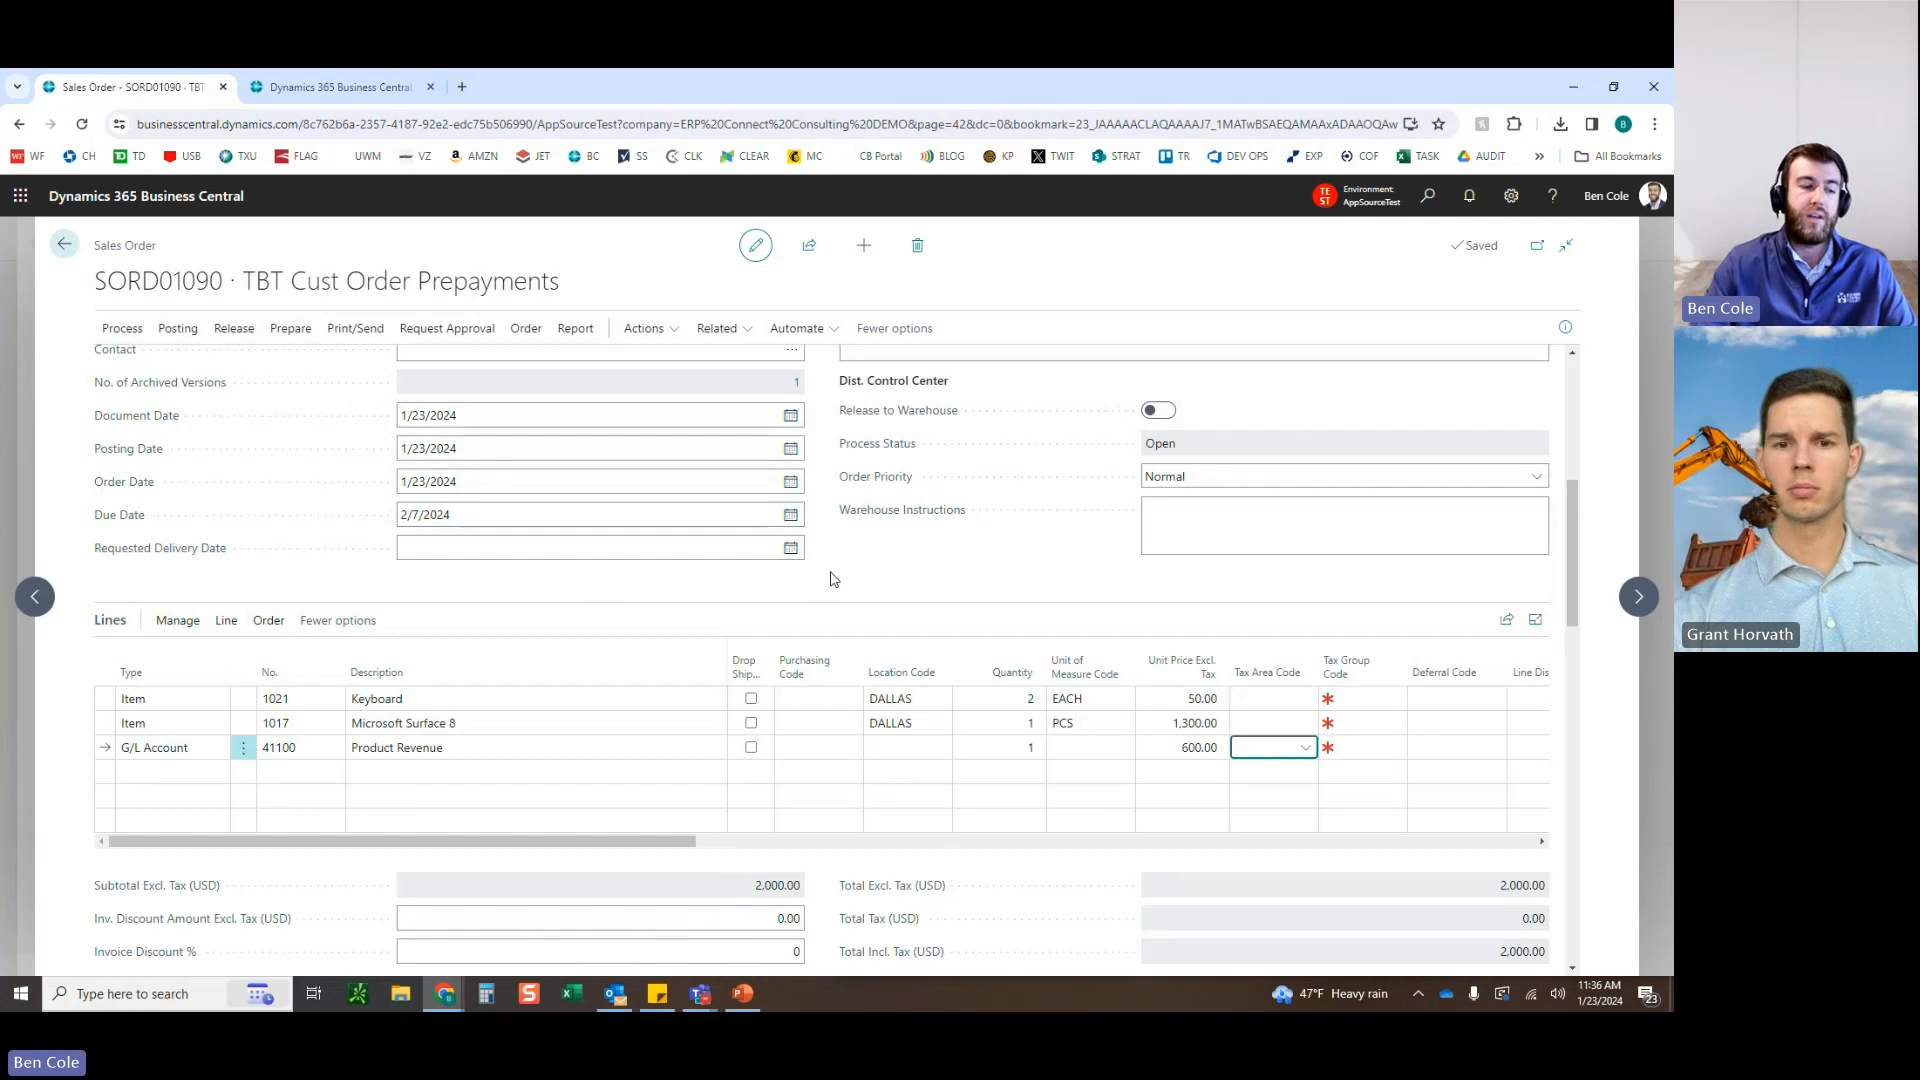 Sales Order - SORD01090 · TBT
Dynamics 365 Business Central
businesscentral.dynamics.com/8c762b6a-2357-4187-92e2-edc75b506990/AppSourceTest?company=ERP%20Connect%20Consulting%20DEMO&page=42&dc=0&bookmark=23_JAAAAACLAQAAAAJ7_1MATwBSAEQAMAAxADAAOQAw
WF CH TD USB TXU FLAG UWM VZ AMZN JET BC SS CLK CLEAR MC CB Portal BLOG KP TWIT STRAT TR DEV OPS EXP COF TASK AUDIT » All Bookmarks
Dynamics 365 Business Central
TE ST
Environment:
AppSourceTest
Ben Cole
Sales Order
Saved
SORD01090 · TBT Cust Order Prepayments
Process Posting Release Prepare Print/Send Request Approval Order Report Actions Related Automate Fewer options
Contact
No. of Archived Versions 1
Document Date 1/23/2024
Posting Date 1/23/2024
Order Date 1/23/2024
Due Date 2/7/2024
Requested Delivery Date
Dist. Control Center
Release to Warehouse
Process Status Open
Order Priority Normal
Warehouse Instructions
Lines Manage Line Order Fewer options
Type No. Description Drop Ship... Purchasing Code Location Code Quantity Unit of Measure Code Unit Price Excl. Tax Tax Area Code Tax Group Code Deferral Code Line Dis
Item 1021 Keyboard DALLAS 2 EACH 50.00 *
Item 1017 Microsoft Surface 8 DALLAS 1 PCS 1,300.00 *
G/L Account 41100 Product Revenue 1 600.00 *
Subtotal Excl. Tax (USD) 2,000.00
Inv. Discount Amount Excl. Tax (USD) 0.00
Invoice Discount % 0
Total Excl. Tax (USD) 2,000.00
Total Tax (USD) 0.00
Total Incl. Tax (USD) 2,000.00
Type here to search
47°F Heavy rain
11:36 AM
1/23/2024
23
Ben Cole
Grant Horvath
Ben Cole